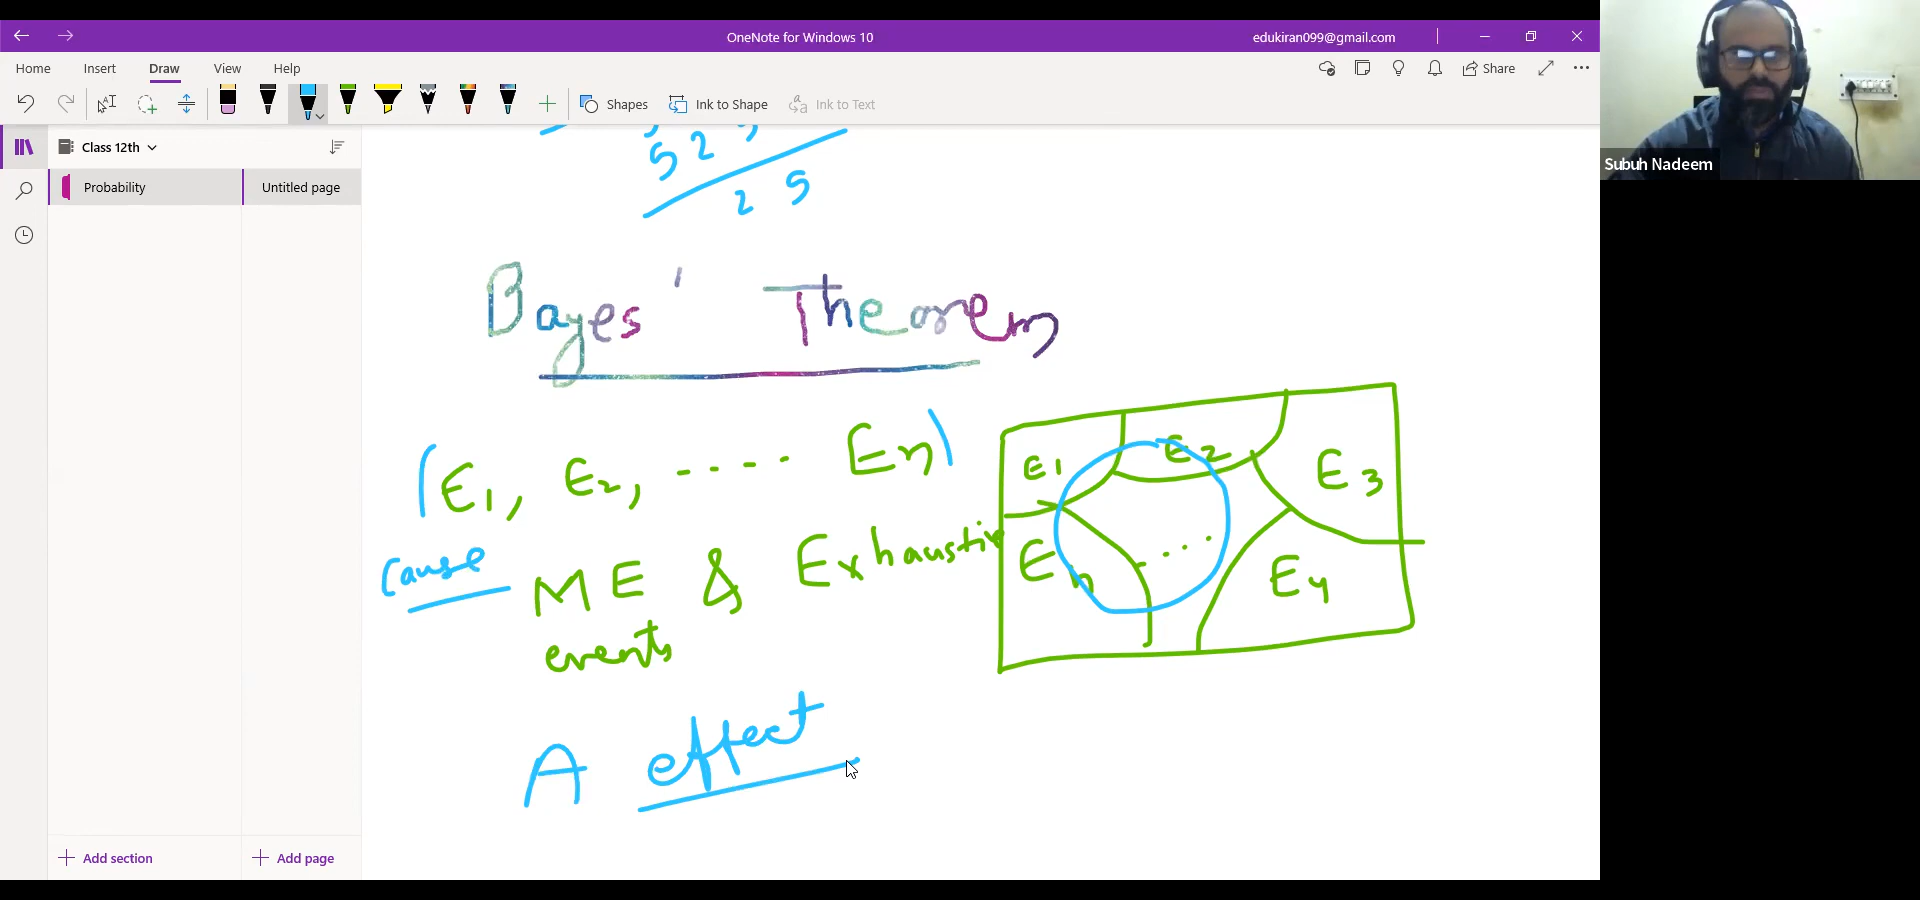 OneNote for Windows 10
edukiran099@gmail.com
Home Insert Draw View Help
Share
Shapes Ink to Shape Ink to Text
Class 12th
Probability
Untitled page
5 2
2 5
Bayes' Theorem
(E1, E2, ..... En)
Cause
ME & Exhaustive
events
A effect
E1 E2 E3
En .... E4
Add section
Add page
Subuh Nadeem